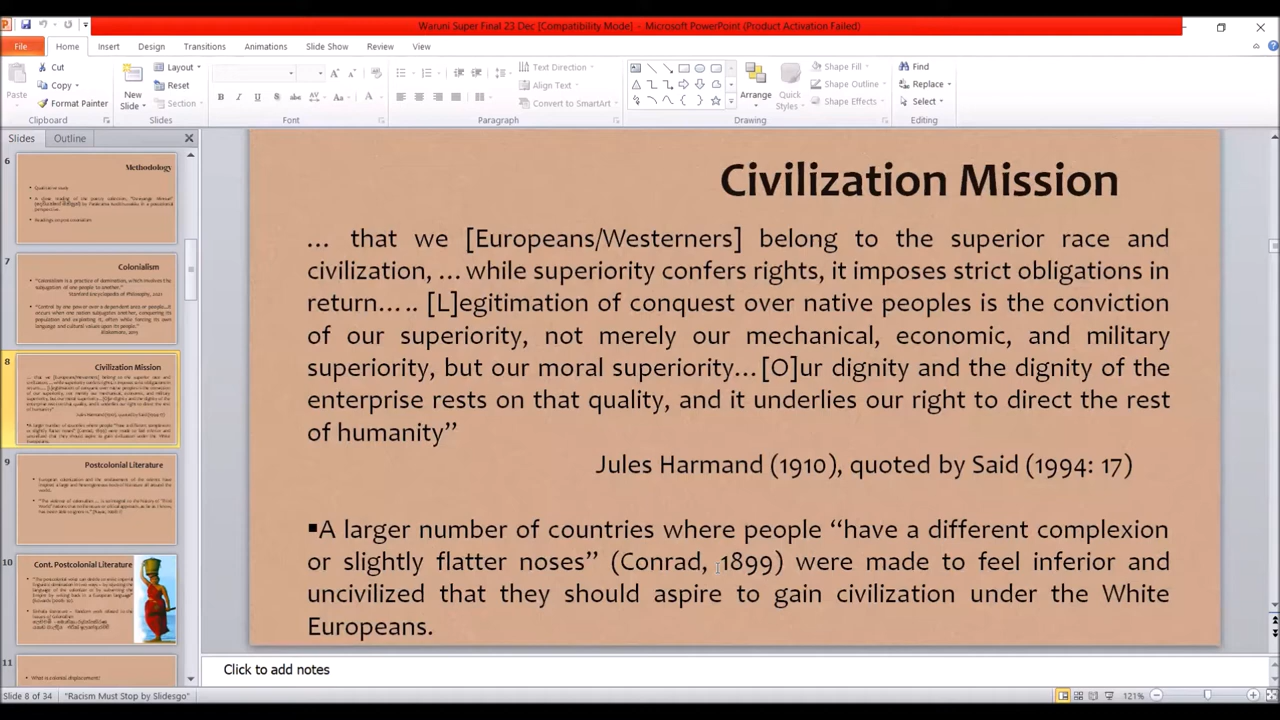 Waruni Super Final 23 Dec [Compatibility Mode] - Microsoft PowerPoint (Product Activation Failed)
File Home Insert Design Transitions Animations Slide Show Review View
Cut Layout Text Direction Shape Fill Find
Copy Reset Align Text Shape Outline Replace
Paste Format Painter New Slide Section Convert to SmartArt Arrange Quick Styles Shape Effects Select
Clipboard Slides Font Paragraph Drawing Editing
Slides Outline
6
Methodology
7
Colonialism
8
Civilization Mission
9
Postcolonial Literature
10
Cont. Postcolonial Literature
11
Civilization Mission
… that we [Europeans/Westerners] belong to the superior race and
civilization, … while superiority confers rights, it imposes strict obligations in
return….. [L]egitimation of conquest over native peoples is the conviction
of our superiority, not merely our mechanical, economic, and military
superiority, but our moral superiority… [O]ur dignity and the dignity of the
enterprise rests on that quality, and it underlies our right to direct the rest
of humanity”
Jules Harmand (1910), quoted by Said (1994: 17)
▪A larger number of countries where people “have a different complexion
or slightly flatter noses” (Conrad, 1899) were made to feel inferior and
uncivilized that they should aspire to gain civilization under the White
Europeans.
Click to add notes
Slide 8 of 34 "Racism Must Stop by Slidesgo" 121%